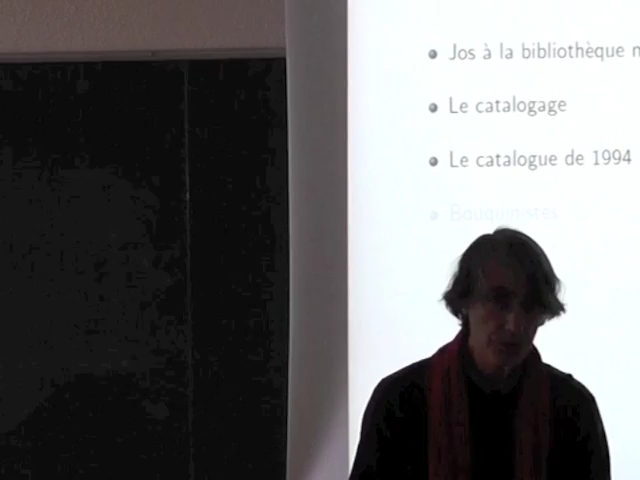 Jos à la bibliothèque n
Le catalogage
Le catalogue de 1994
Bouquinistes